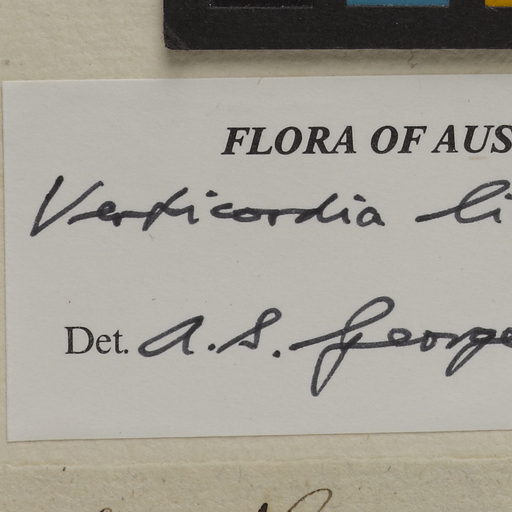 FLORA OF AUS
Verticordia li
Det. A. S. George